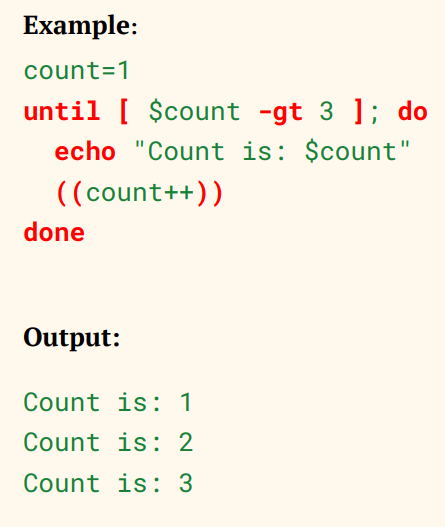 Example:
count=1
until [ $count -gt 3 ]; do
  echo "Count is: $count"
  ((count++))
done
Output:
Count is: 1
Count is: 2
Count is: 3